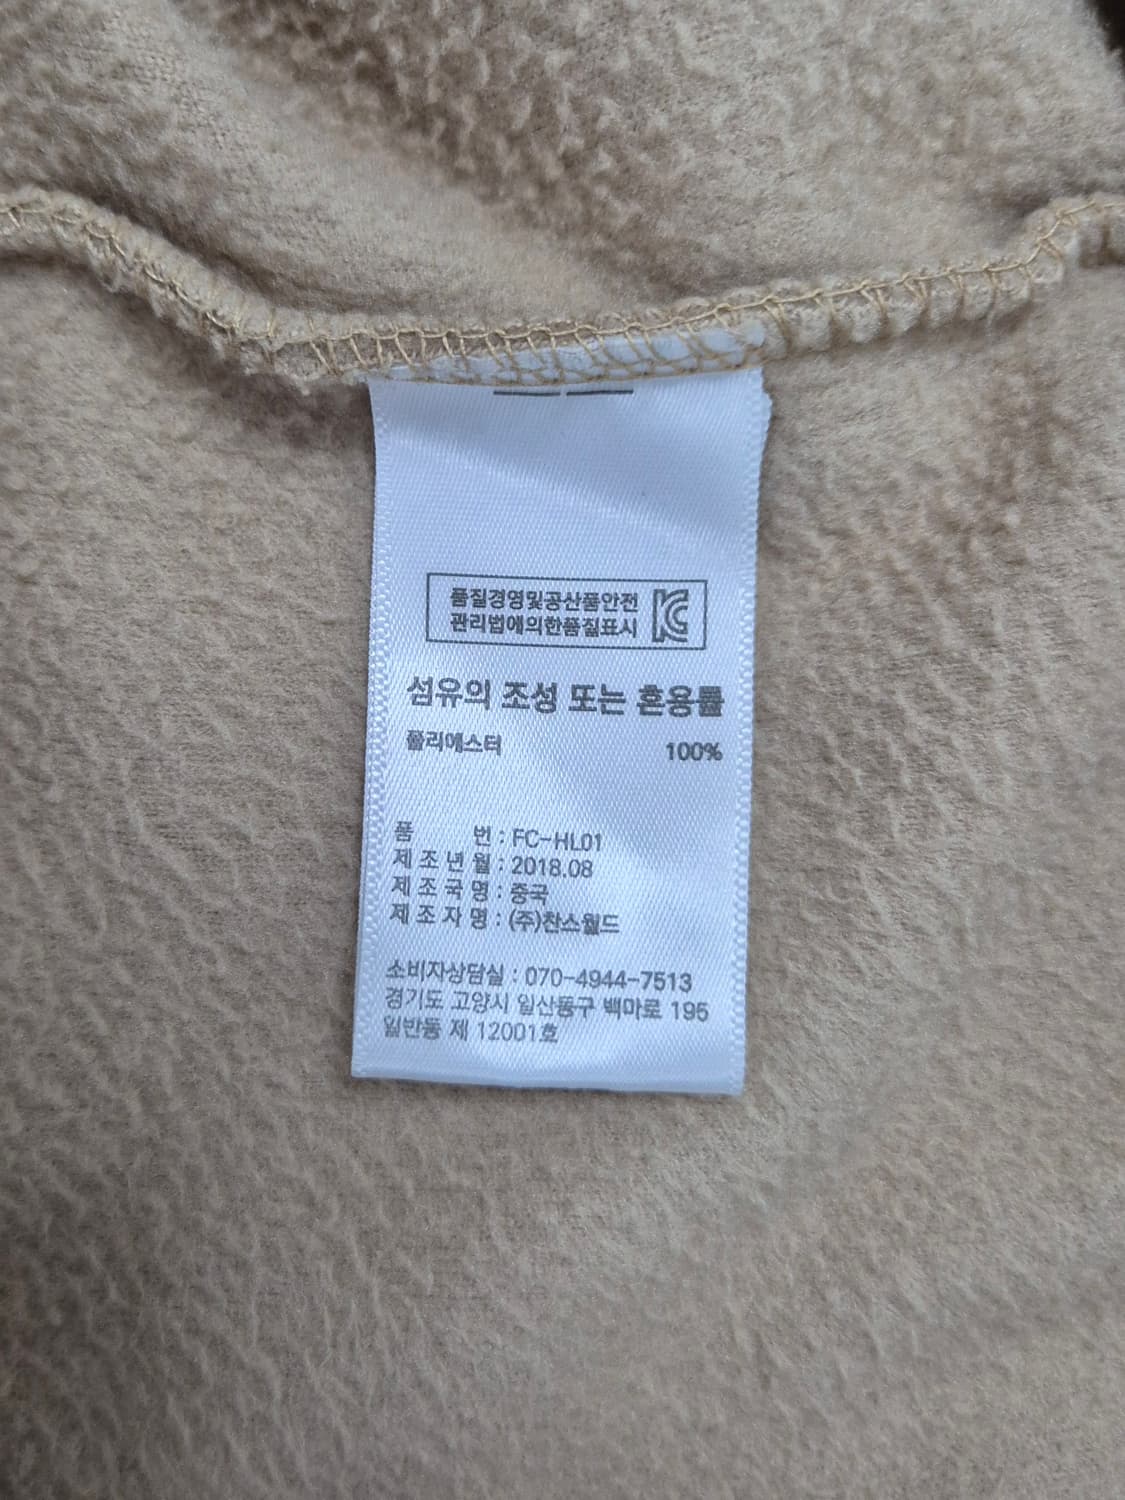 품질경영및공산품안전
관리법에의한품질표시
섬유의 조성 또는 혼용률
폴리에스터 100%
품 번 : FC-HL01
제 조 년 월 : 2018.08
제 조 국 명 : 중국
제 조 자 명 : (주)찬스월드
소비자상담실 : 070-4944-7513
경기도 고양시 일산동구 백마로 195
일반동 제 12001호